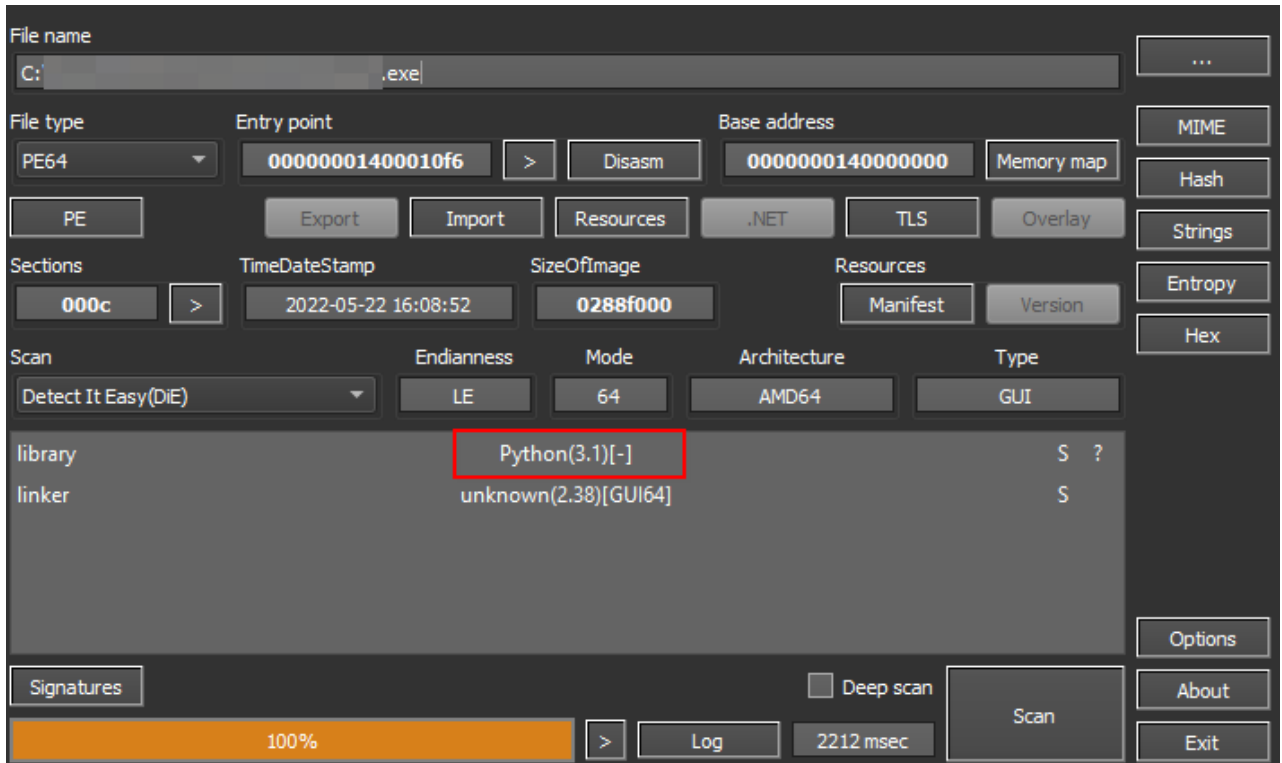 File name
C: .exe
...
File type Entry point Base address
MIME
PE64 00000001400010f6 > Disasm 0000000140000000 Memory map
Hash
PE Export Import Resources .NET TLS Overlay
Strings
Sections TimeDateStamp SizeOfImage Resources
Entropy
000c > 2022-05-22 16:08:52 0288f000 Manifest Version
Hex
Scan Endianness Mode Architecture Type
Detect It Easy(DiE) LE 64 AMD64 GUI
library Python(3.1)[-] S ?
linker unknown(2.38)[GUI64] S
Options
Signatures Deep scan Scan About
100% > Log 2212 msec Exit